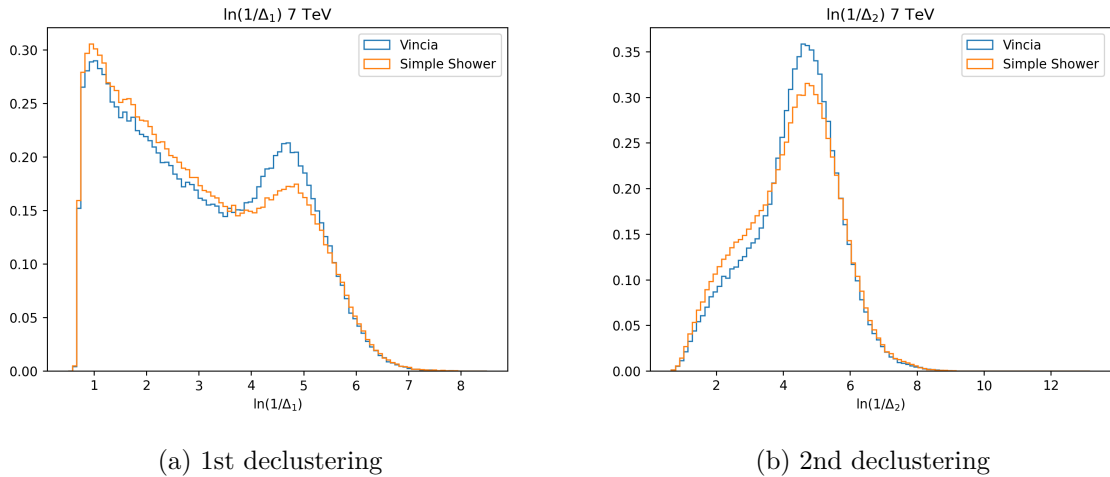 ln(1/Δ₁) 7 TeV
0.30
0.25
0.20
0.15
0.10
0.05
0.00
Vincia
Simple Shower
1 2 3 4 5 6 7 8
ln(1/Δ₁)
(a) 1st declustering
ln(1/Δ₂) 7 TeV
0.35
0.30
0.25
0.20
0.15
0.10
0.05
0.00
Vincia
Simple Shower
2 4 6 8 10 12
ln(1/Δ₂)
(b) 2nd declustering